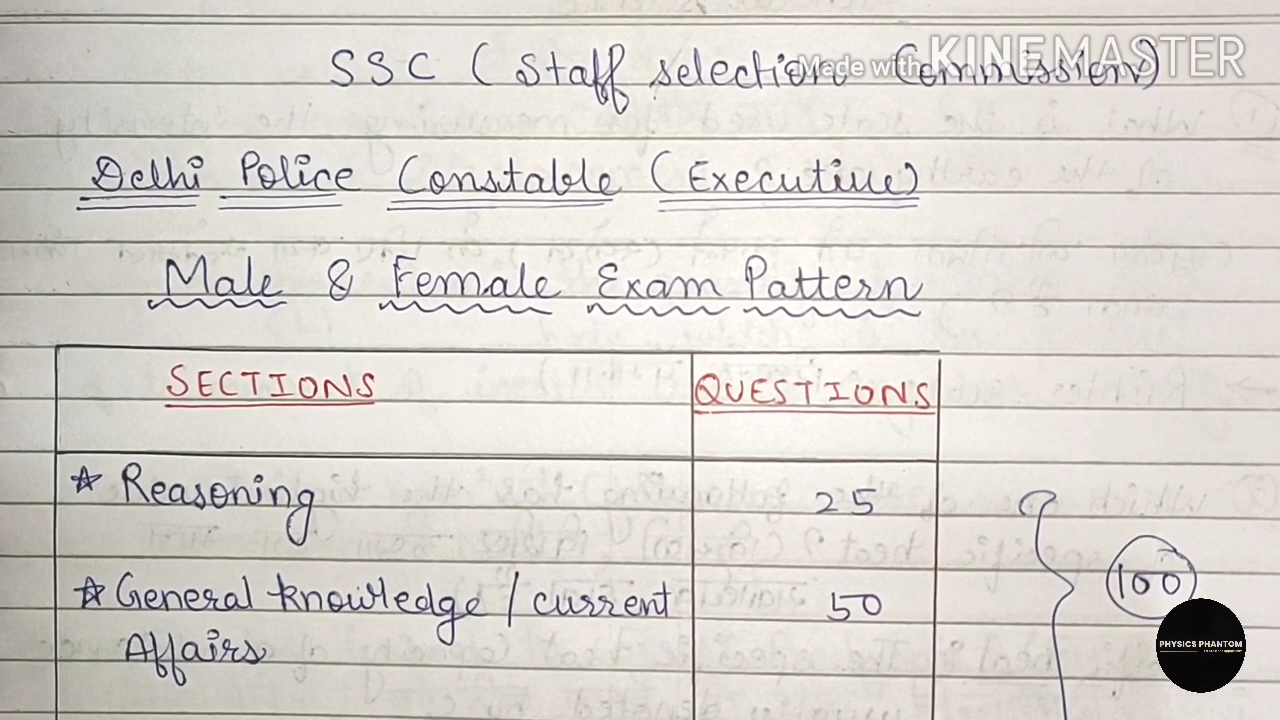 SSC (Staff selection Commission)
Made with KINEMASTER
Delhi Police Constable (Executive)
Male & Female Exam Pattern
SECTIONS QUESTIONS
☆ Reasoning 25
☆ General knowledge / current 50
Affairs
100
PHYSICS PHANTOM